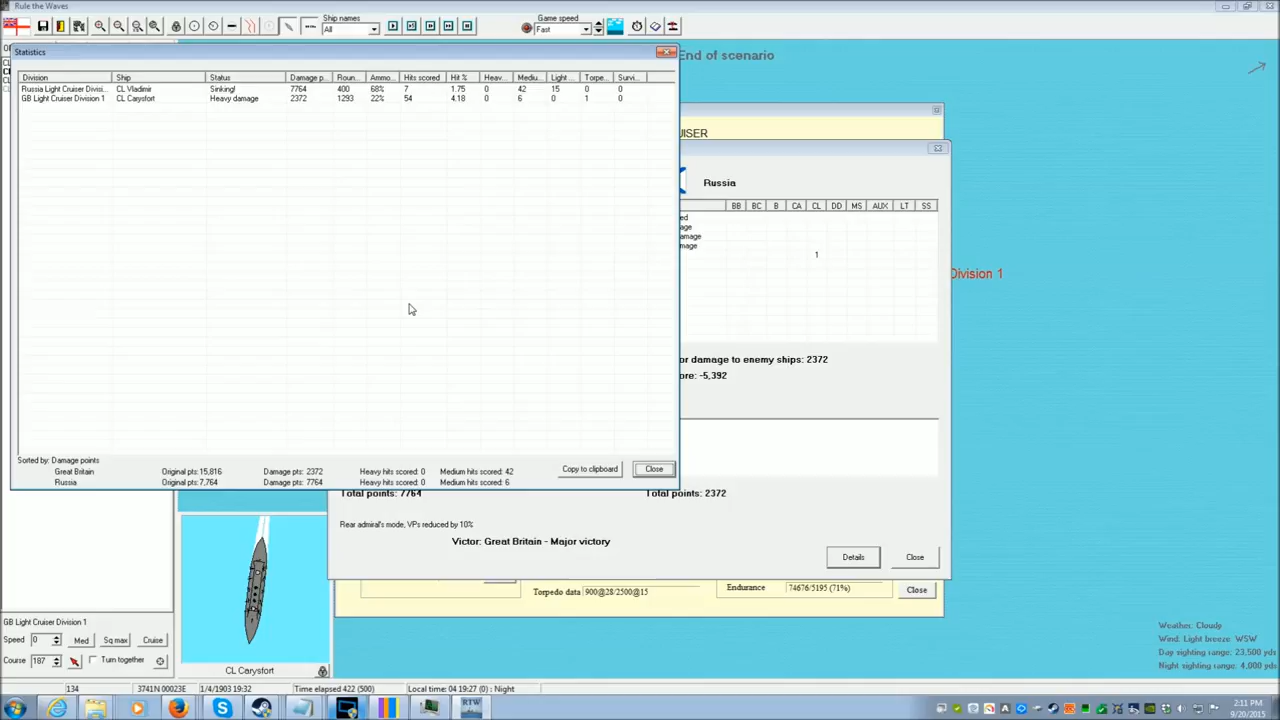 Rule the Waves
Ship names
All
Game speed
Fast
Statistics
End of scenario
Division Ship Status Damage p... Roun... Ammo... Hits scored Hit % Heav... Mediu... Light ... Torpe... Survi...
Russia Light Cruiser Divisi... CL Vladimir Sinking! 7764 400 68% 7 1.75 0 42 15 0 0
GB Light Cruiser Division 1 CL Carysfort Heavy damage 2372 1293 22% 54 4.18 0 6 0 1 0
UISER
Russia
BB BC B CA CL DD MS AUX LT SS
ed
age
amage
mage
1
Division 1
or damage to enemy ships: 2372
ore: -5,392
Sorted by: Damage points
Great Britain Original pts: 15,816 Damage pts: 2372 Heavy hits scored: 0 Medium hits scored: 42
Russia Original pts: 7,764 Damage pts: 7764 Heavy hits scored: 0 Medium hits scored: 6
Copy to clipboard
Close
Total points: 7764
Total points: 2372
Rear admiral's mode, VPs reduced by 10%
Victor: Great Britain - Major victory
Details
Close
Torpedo data 900@28/2500@15
Endurance 74676/5195 (71%)
Close
GB Light Cruiser Division 1
Speed 0 Med Sq max Cruise
Course 187 Turn together
CL Carysfort
Weather: Cloudy
Wind: Light breeze: WSW
Day sighting range: 23,500 yds
Night sighting range: 4,000 yds
134 3741N 00023E 1/4/1903 19:32 Time elapsed 422 (500) Local time: 04 19:27 (0) : Night
RTW
2:11 PM
9/20/2015